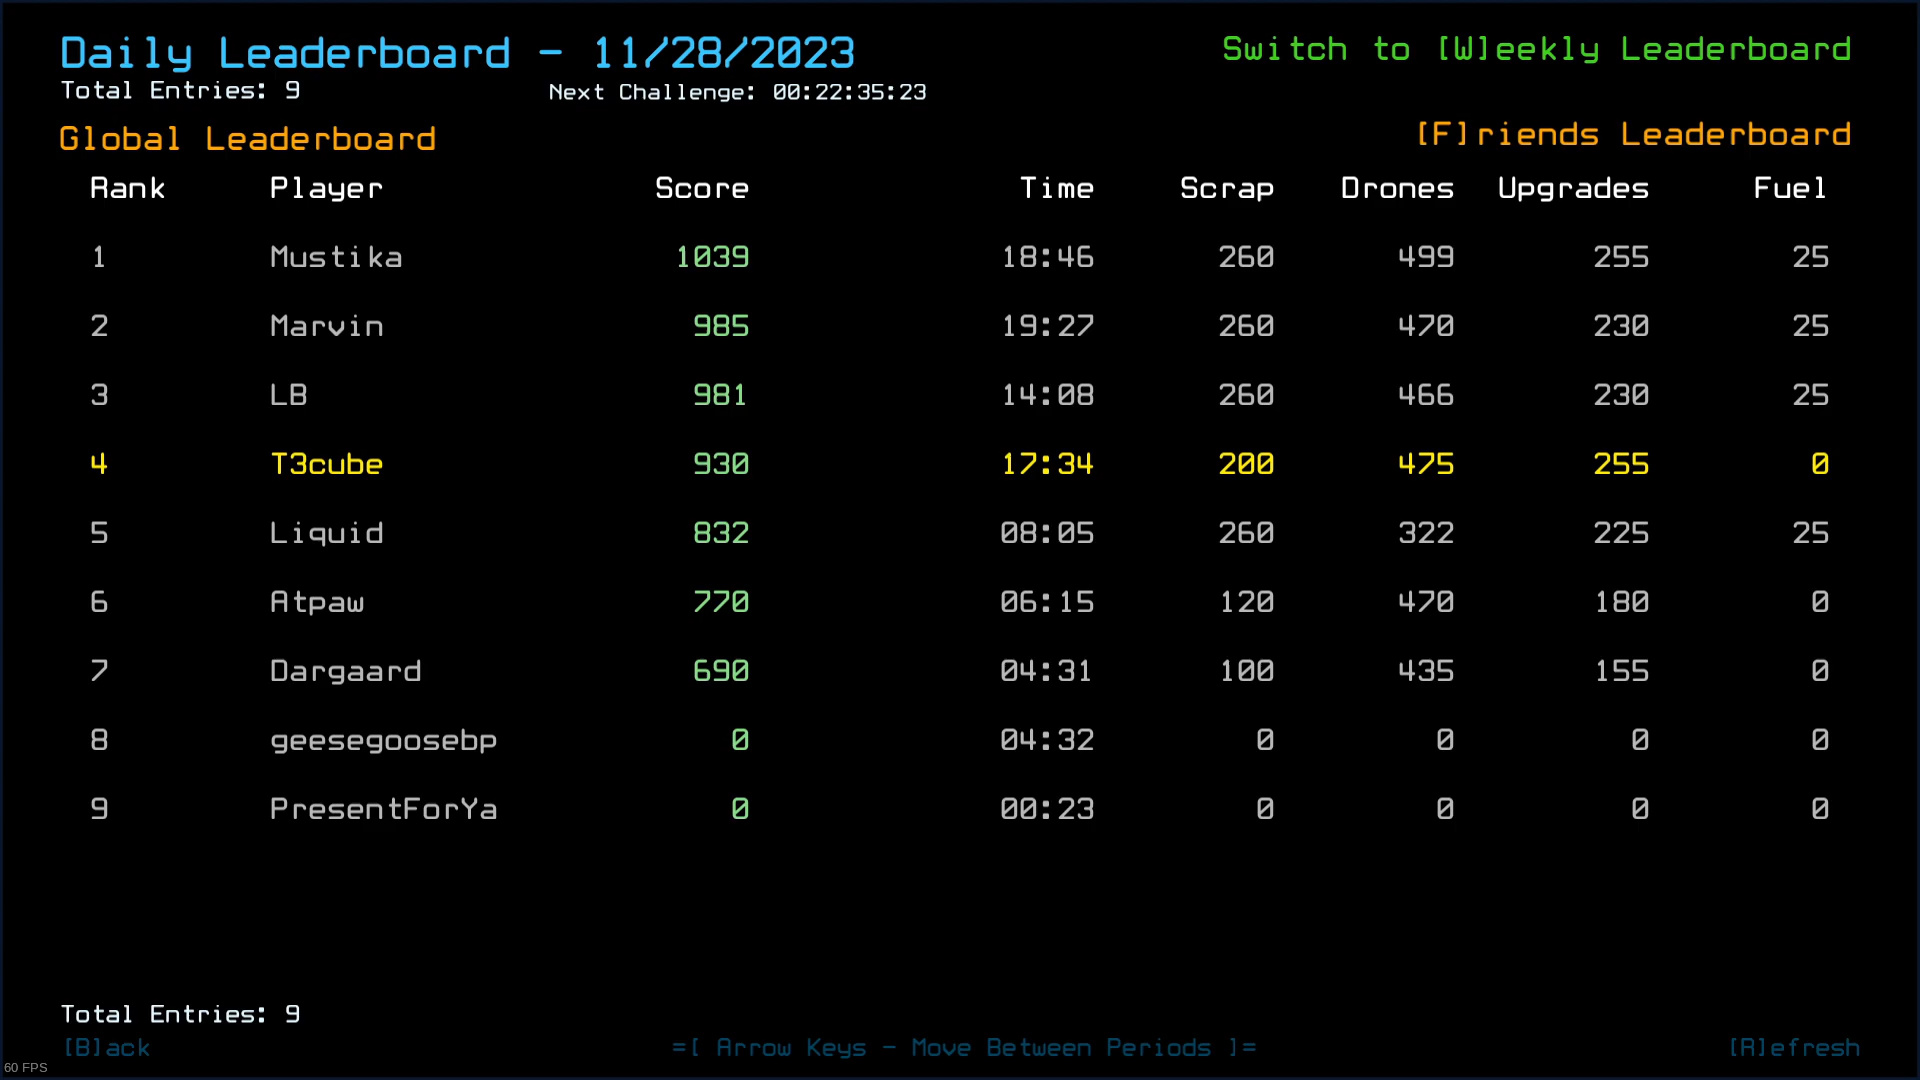 Daily Leaderboard - 11/28/2023 Switch to [W]eekly Leaderboard
Total Entries: 9 Next Challenge: 00:22:35:23
Global Leaderboard [F]riends Leaderboard
Rank Player Score Time Scrap Drones Upgrades Fuel
1 Mustika 1039 18:46 260 499 255 25
2 Marvin 985 19:27 260 470 230 25
3 LB 981 14:08 260 466 230 25
4 T3cube 930 17:34 200 475 255 0
5 Liquid 832 08:05 260 322 225 25
6 Atpaw 770 06:15 120 470 180 0
7 Dargaard 690 04:31 100 435 155 0
8 geesegoosebp 0 04:32 0 0 0 0
9 PresentForYa 0 00:23 0 0 0 0
Total Entries: 9
[B]ack =[ Arrow Keys - Move Between Periods ]= [R]efresh
60 FPS